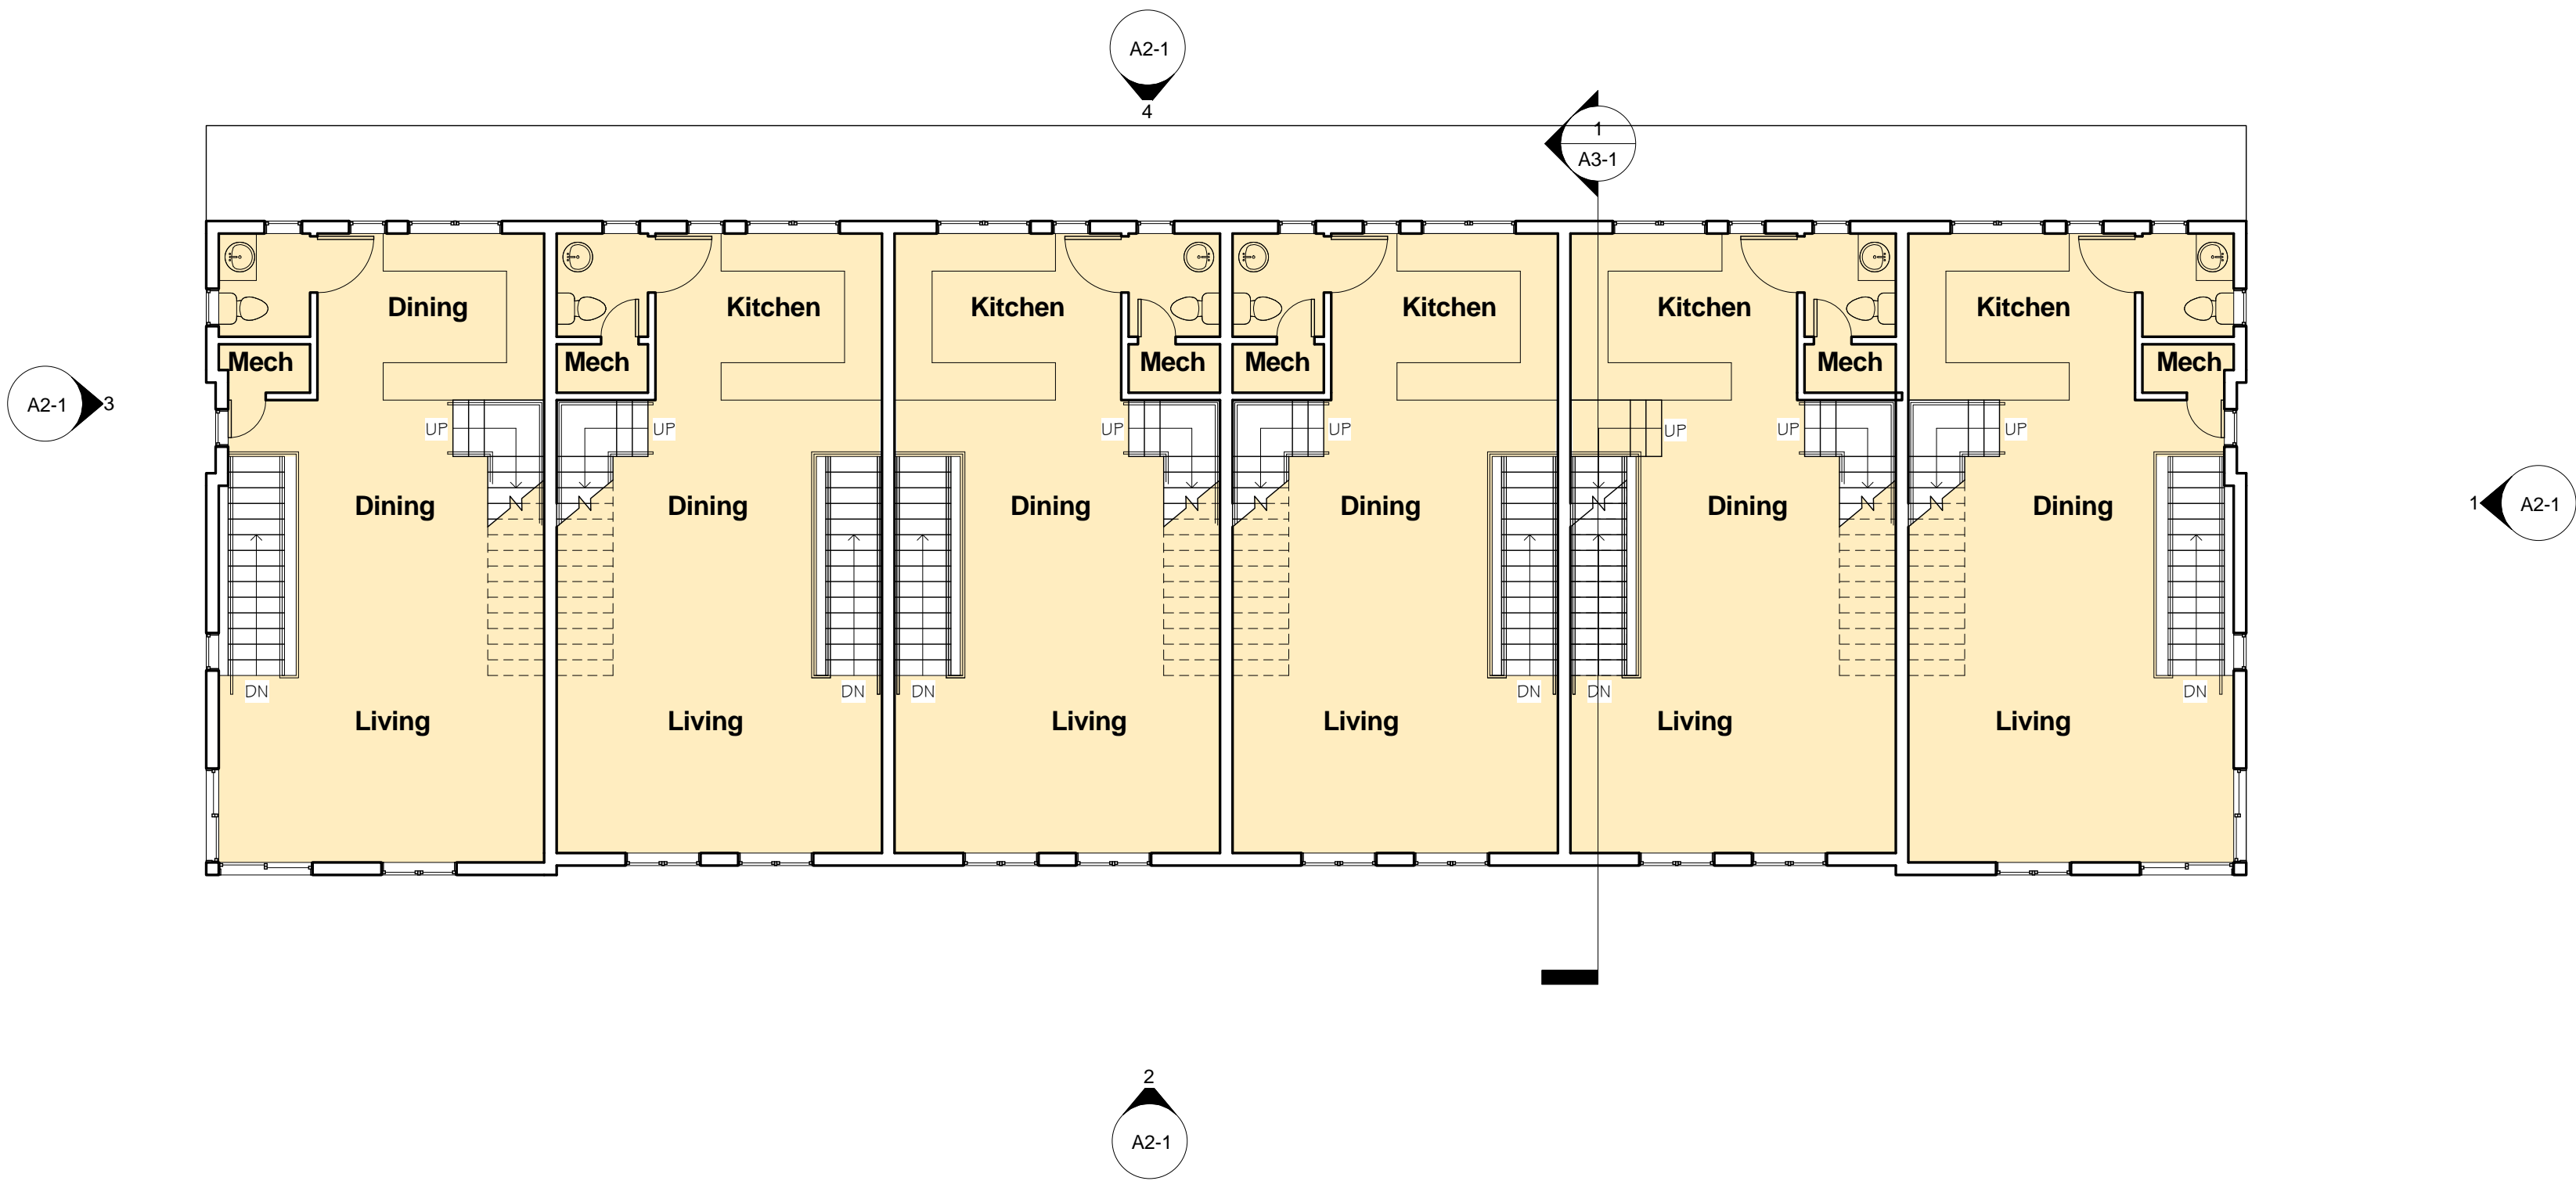 A2-1
4
1
A3-1
Dining
Kitchen
Kitchen
Kitchen
Kitchen
Kitchen
Mech
Mech
Mech
Mech
Mech
Mech
A2-1
3
UP
UP
UP
UP
UP
UP
UP
1
A2-1
Dining
Dining
Dining
Dining
Dining
Dining
DN
DN
DN
DN
DN
DN
Living
Living
Living
Living
Living
Living
2
A2-1